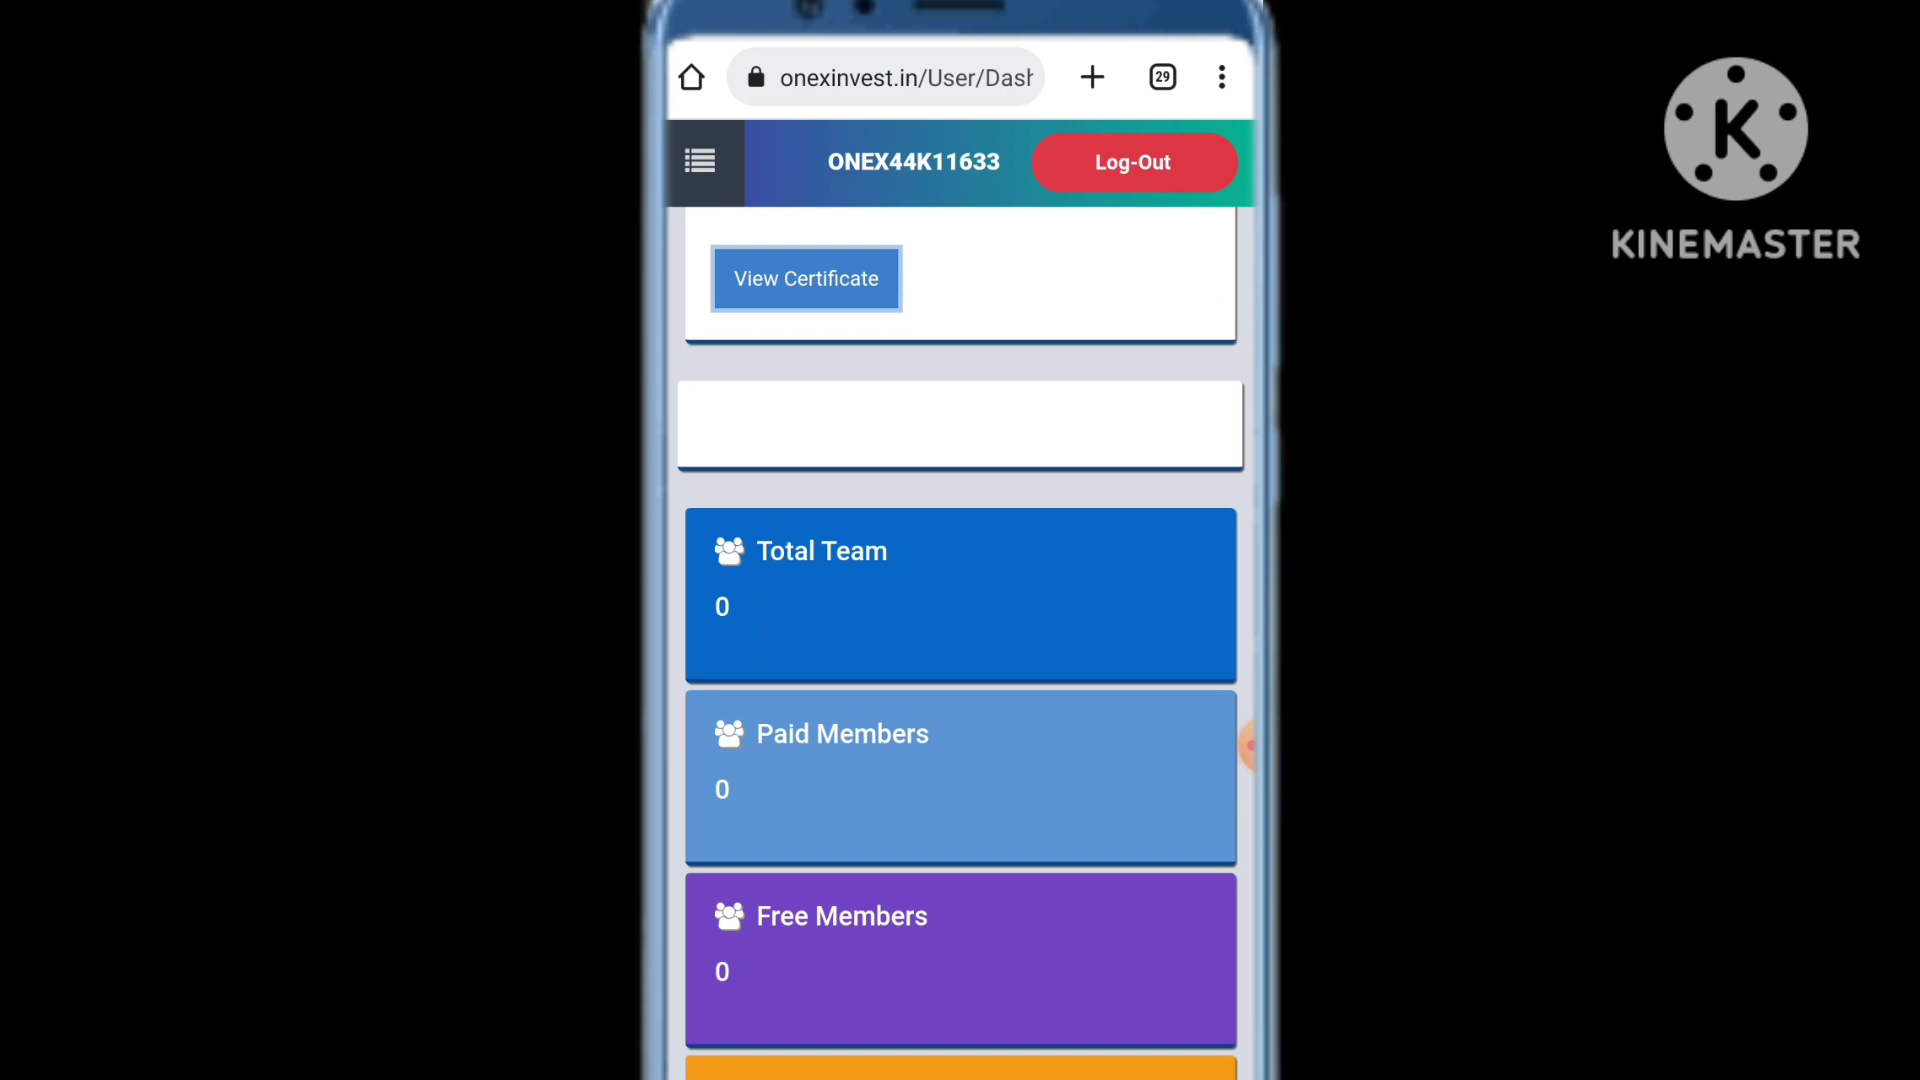 onexinvest.in/User/Dash
29
ONEX44K11633
Log-Out
KINEMASTER
View Certificate
Total Team
0
Paid Members
0
Free Members
0